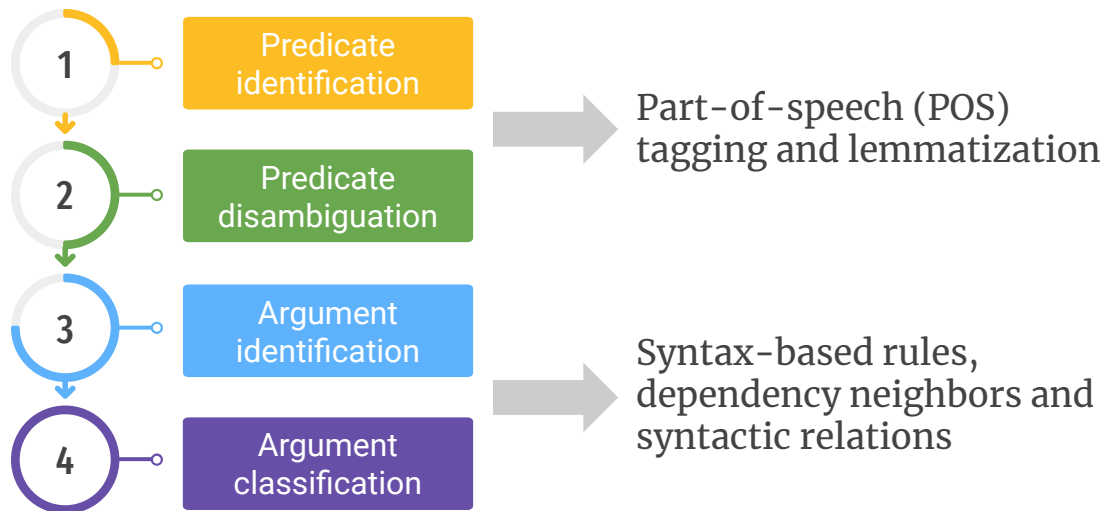 1
Predicate
identification
2
Predicate
disambiguation
Part-of-speech (POS)
tagging and lemmatization
3
Argument
identification
4
Argument
classification
Syntax-based rules,
dependency neighbors and
syntactic relations